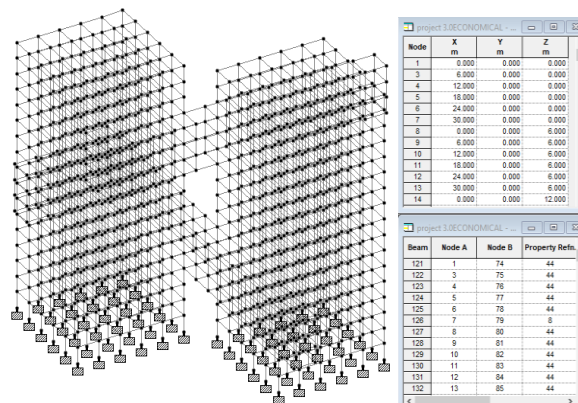 project 3.0ECONOMICAL - ...
Node X m Y m Z m
1 0.000 0.000 0.000
3 6.000 0.000 0.000
4 12.000 0.000 0.000
5 18.000 0.000 0.000
6 24.000 0.000 0.000
7 30.000 0.000 0.000
8 0.000 0.000 6.000
9 6.000 0.000 6.000
10 12.000 0.000 6.000
11 18.000 0.000 6.000
12 24.000 0.000 6.000
13 30.000 0.000 6.000
14 0.000 0.000 12.000
project 3.0ECONOMICAL - ...
Beam Node A Node B Property Refn.
121 1 74 44
122 3 75 44
123 4 76 44
124 5 77 44
125 6 78 44
126 7 79 8
127 8 80 44
128 9 81 44
129 10 82 44
130 11 83 44
131 12 84 44
132 13 85 44